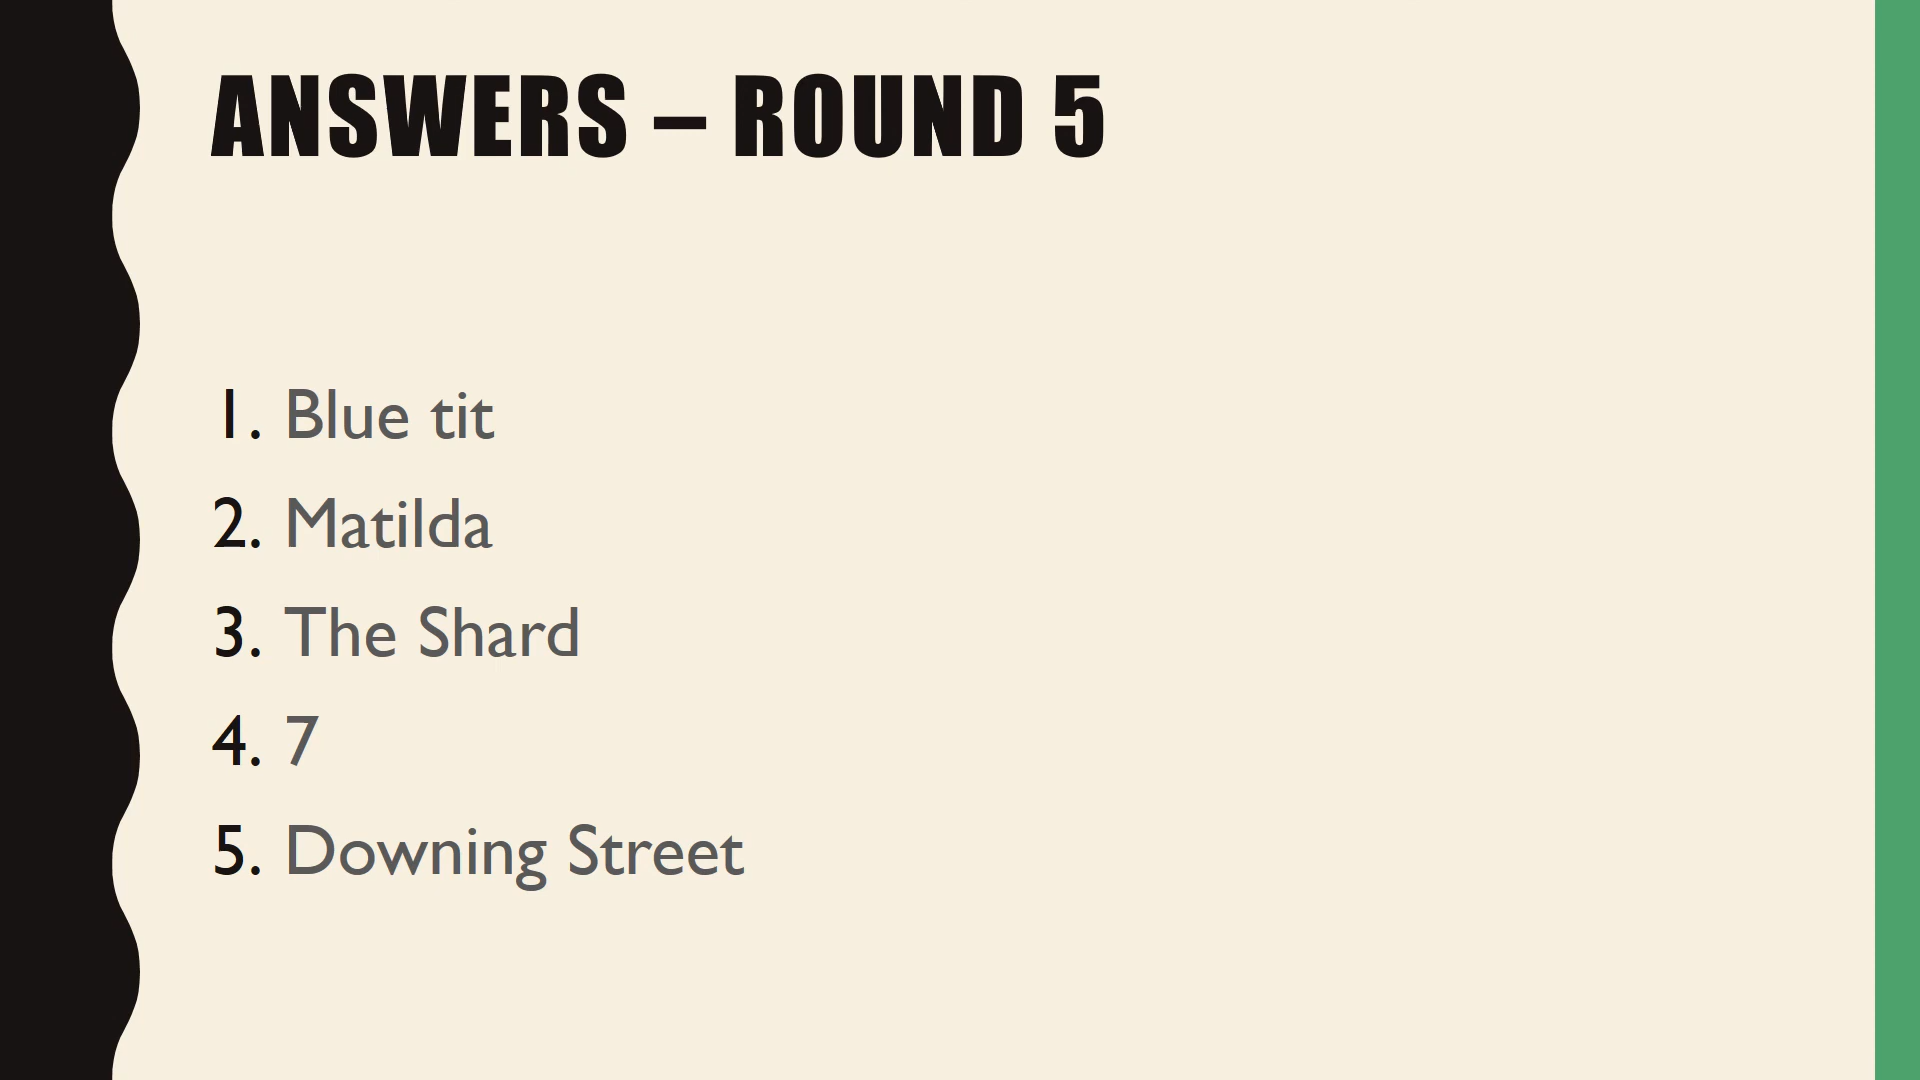 ANSWERS – ROUND 5
1. Blue tit
2. Matilda
3. The Shard
4. 7
5. Downing Street